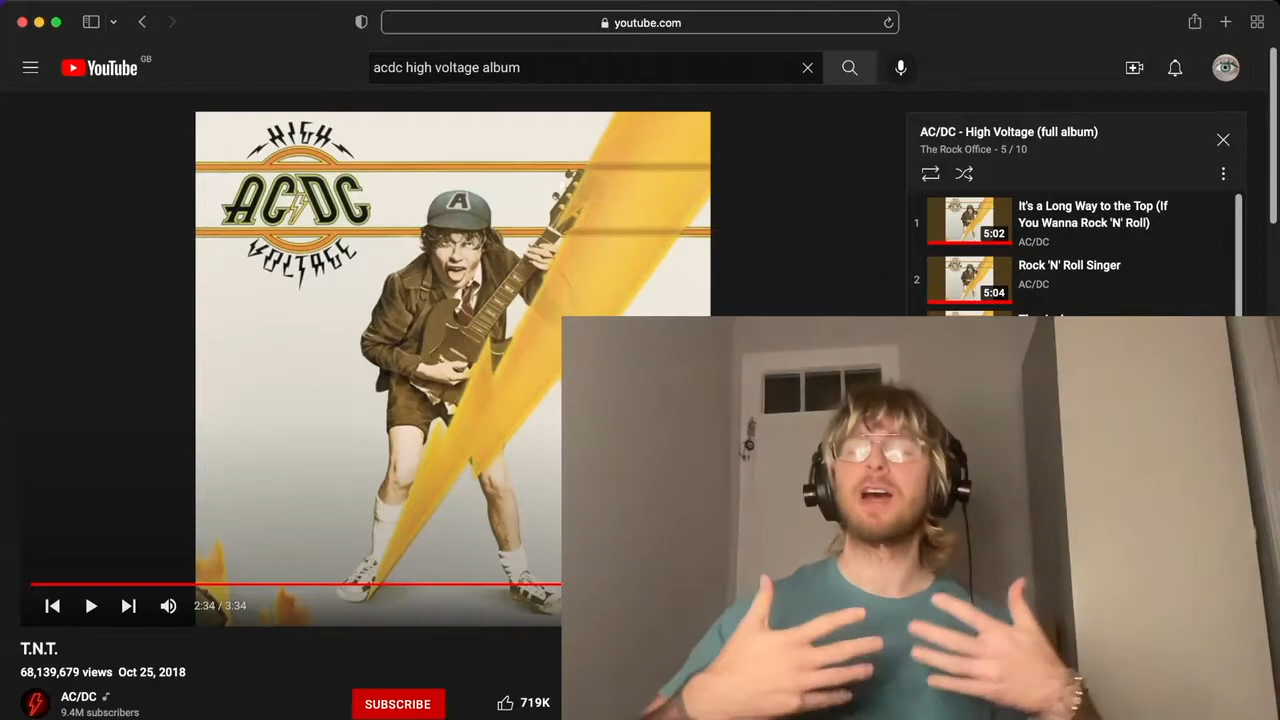 youtube.com
YouTube GB
acdc high voltage album
HIGH
AC/DC
VOLTAGE
A
AC/DC - High Voltage (full album)
The Rock Office - 5 / 10
1
It's a Long Way to the Top (If
You Wanna Rock 'N' Roll)
5:02
AC/DC
2
Rock 'N' Roll Singer
5:04
AC/DC
2:34 / 3:34
T.N.T.
68,139,679 views Oct 25, 2018
AC/DC
9.4M subscribers
SUBSCRIBE
719K